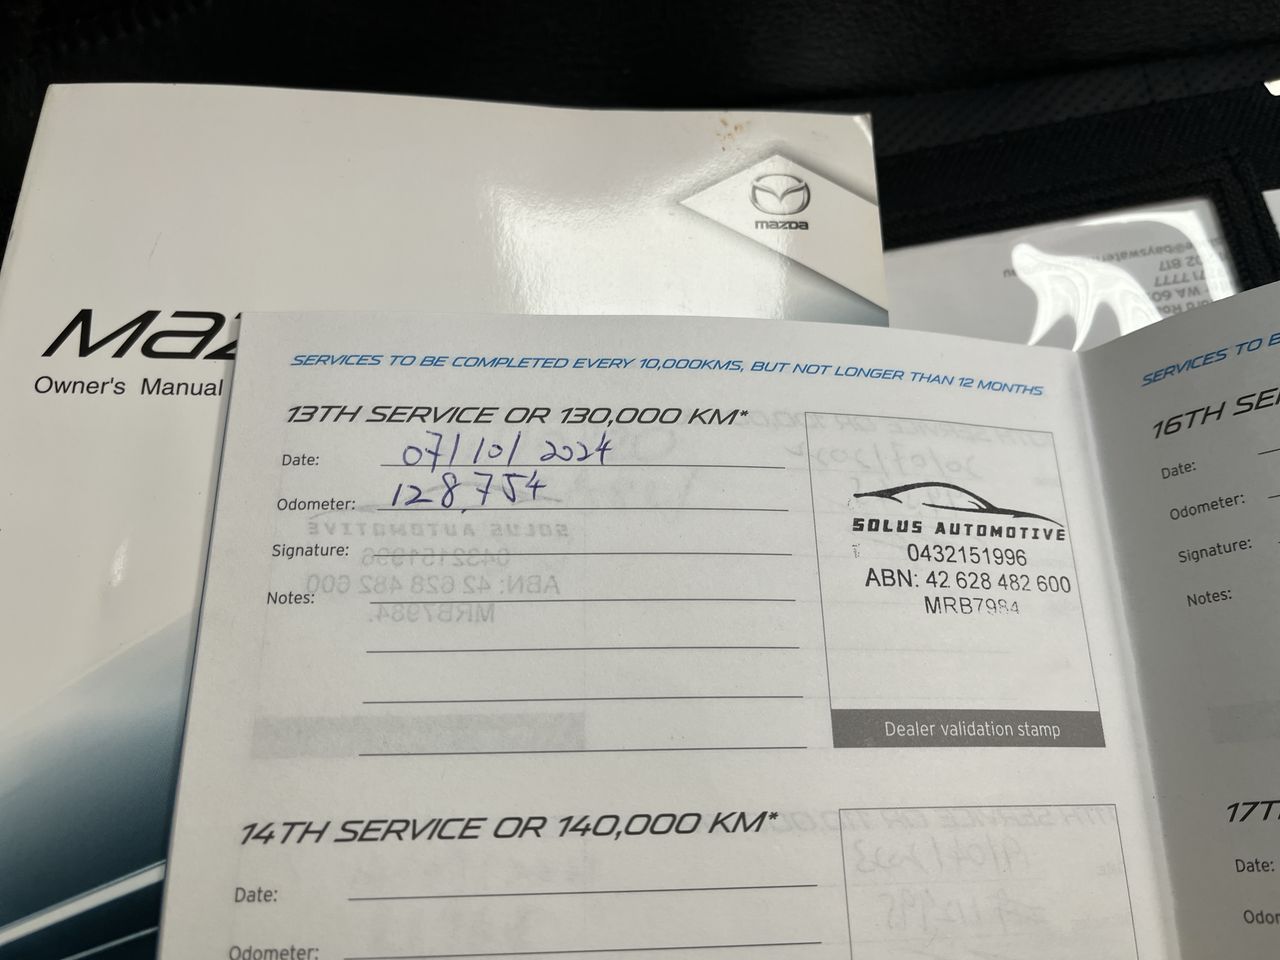 mazda
Owner's Manual
SERVICES TO BE COMPLETED EVERY 10,000KMS, BUT NOT LONGER THAN 12 MONTHS
13TH SERVICE OR 130,000 KM*
Date: 07/10/2024
Odometer: 128,754
Signature:
Notes:
SOLUS AUTOMOTIVE
0432151996
ABN: 42 628 482 600
MRB7984
Dealer validation stamp
14TH SERVICE OR 140,000 KM*
Date:
Odometer:
SERVICES TO
16TH
Date:
Odometer:
Signature:
Notes:
Date: